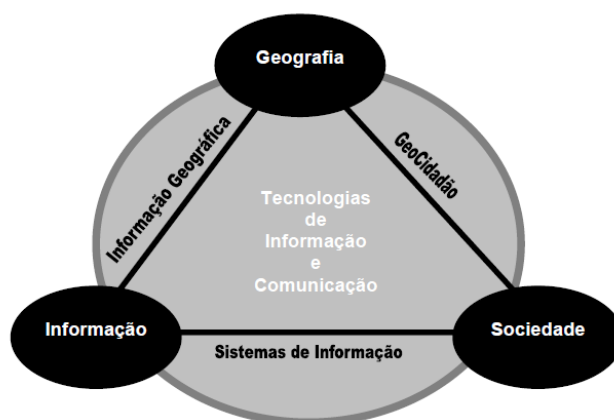 Geografia
Informação Geográfica
GeoCidadão
Tecnologias
de
Informação
e
Comunicação
Informação
Sociedade
Sistemas de Informação